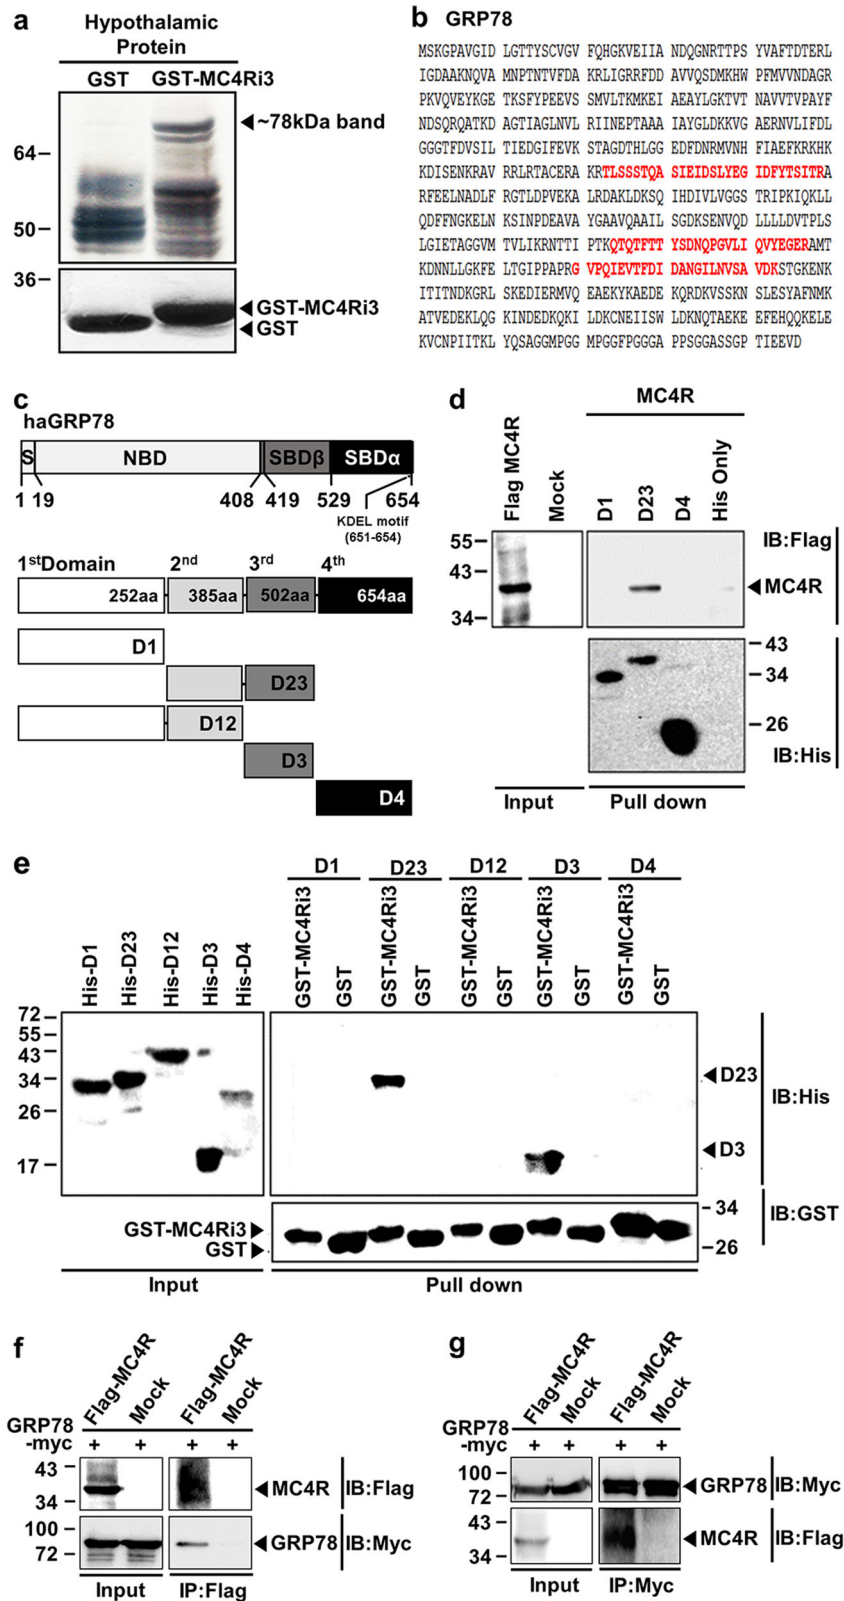 a
Hypothalamic
Protein
GST GST-MC4Ri3
~78kDa band
64
50
36
GST-MC4Ri3
GST
b GRP78
MSKGPAVGID LGTTYSCVGV FQHGKVEIIA NDQGNRTTPS YVAFTDTERL
IGDAAKNQVA MNPTNTVFDA KRLIGRRFDD AVVQSDMKHW PFMVVNDAGR
PKVQVEYKGE TKSFYPEEVS SMVLTKMKEI AEAYLGKTVT NAVVTVPAYF
NDSQRQATKD AGTIAGLNVL RIINEPTAAA IAYGLDKKVG AERNVLIFDL
GGGTFDVSIL TIEDGIFEVK STAGDTHLGG EDFDNRMVNH FIAEFKRKHK
KDISENKRAV RRLRTACERA KRTLSSSTQA SIEIDSLYEG IDFYTSITRA
RFEELNADLF RGTLDPVEKA LRDAKLDKSQ IHDIVLVGGS TRIPKIQKLL
QDFFNGKELN KSINPDEAVA YGAAVQAAIL SGDKSENVQD LLLLDVTPLS
LGIETAGGVM TVLIKRNTTI PTKQTQTFTT YSDNQPGVLI QVYEGERAMT
KDNNLLGKFE LTGIPPAPRG VPQIEVTFDI DANGILNVSA VDKSTGKENK
ITITNDKGRL SKEDIERMVQ EAEKYKAEDE KQRDKVSSKN SLESYAFNMK
ATVEDEKLQG KINDEDKQKI LDKCNEIISW LDKNQTAEKE EFEHQQKELE
KVCNPIITKL YQSAGGMPGG MPGGFPGGGA PPSGGASSGP TIEEVD
c
haGRP78
S NBD SBDβ SBDα
1 19 408 419 529 654
KDEL motif
(651-654)
1stDomain 2nd 3rd 4th
252aa 385aa 502aa 654aa
D1
D23
D12
D3
D4
d
MC4R
Flag MC4R Mock D1 D23 D4 His Only
55
43
34
IB:Flag
MC4R
43
34
26
IB:His
Input Pull down
e
D1 D23 D12 D3 D4
His-D1 His-D23 His-D12 His-D3 His-D4 GST-MC4Ri3 GST GST-MC4Ri3 GST GST-MC4Ri3 GST GST-MC4Ri3 GST GST-MC4Ri3 GST
72
55
43
34
26
17
D23
D3
IB:His
GST-MC4Ri3
GST
34
26
IB:GST
Input Pull down
f
Flag-MC4R Mock Flag-MC4R Mock
GRP78
-myc + + + +
43
34
MC4R IB:Flag
100
72
GRP78 IB:Myc
Input IP:Flag
g
Flag-MC4R Mock Flag-MC4R Mock
GRP78
-myc + + + +
100
72
GRP78 IB:Myc
43
34
MC4R IB:Flag
Input IP:Myc